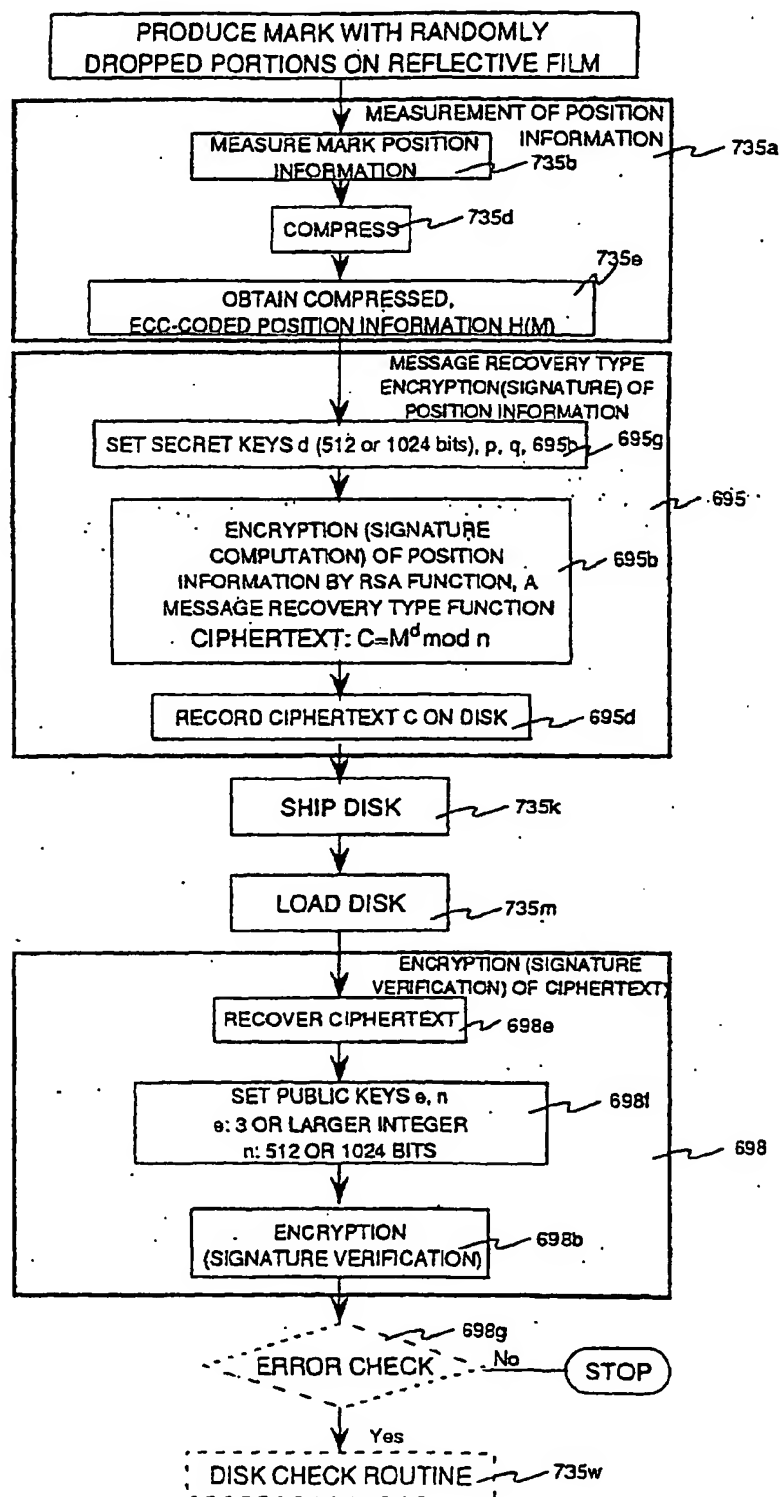 PRODUCE MARK WITH RANDOMLY
DROPPED PORTIONS ON REFLECTIVE FILM
MEASUREMENT OF POSITION
INFORMATION
735a
MEASURE MARK POSITION
INFORMATION
735b
COMPRESS
735d
735e
OBTAIN COMPRESSED,
ECC-CODED POSITION INFORMATION H(M)
MESSAGE RECOVERY TYPE
ENCRYPTION(SIGNATURE) OF
POSITION INFORMATION
SET SECRET KEYS d (512 or 1024 bits), p, q, 695b
695g
695
ENCRYPTION (SIGNATURE
COMPUTATION) OF POSITION
INFORMATION BY RSA FUNCTION, A
MESSAGE RECOVERY TYPE FUNCTION
CIPHERTEXT: C=M^d mod n
695b
RECORD CIPHERTEXT C ON DISK
695d
SHIP DISK
735k
LOAD DISK
735m
ENCRYPTION (SIGNATURE
VERIFICATION) OF CIPHERTEXT)
RECOVER CIPHERTEXT
698e
SET PUBLIC KEYS e, n
e: 3 OR LARGER INTEGER
n: 512 OR 1024 BITS
698f
698
ENCRYPTION
(SIGNATURE VERIFICATION)
698b
698g
ERROR CHECK
No
STOP
Yes
DISK CHECK ROUTINE
735w